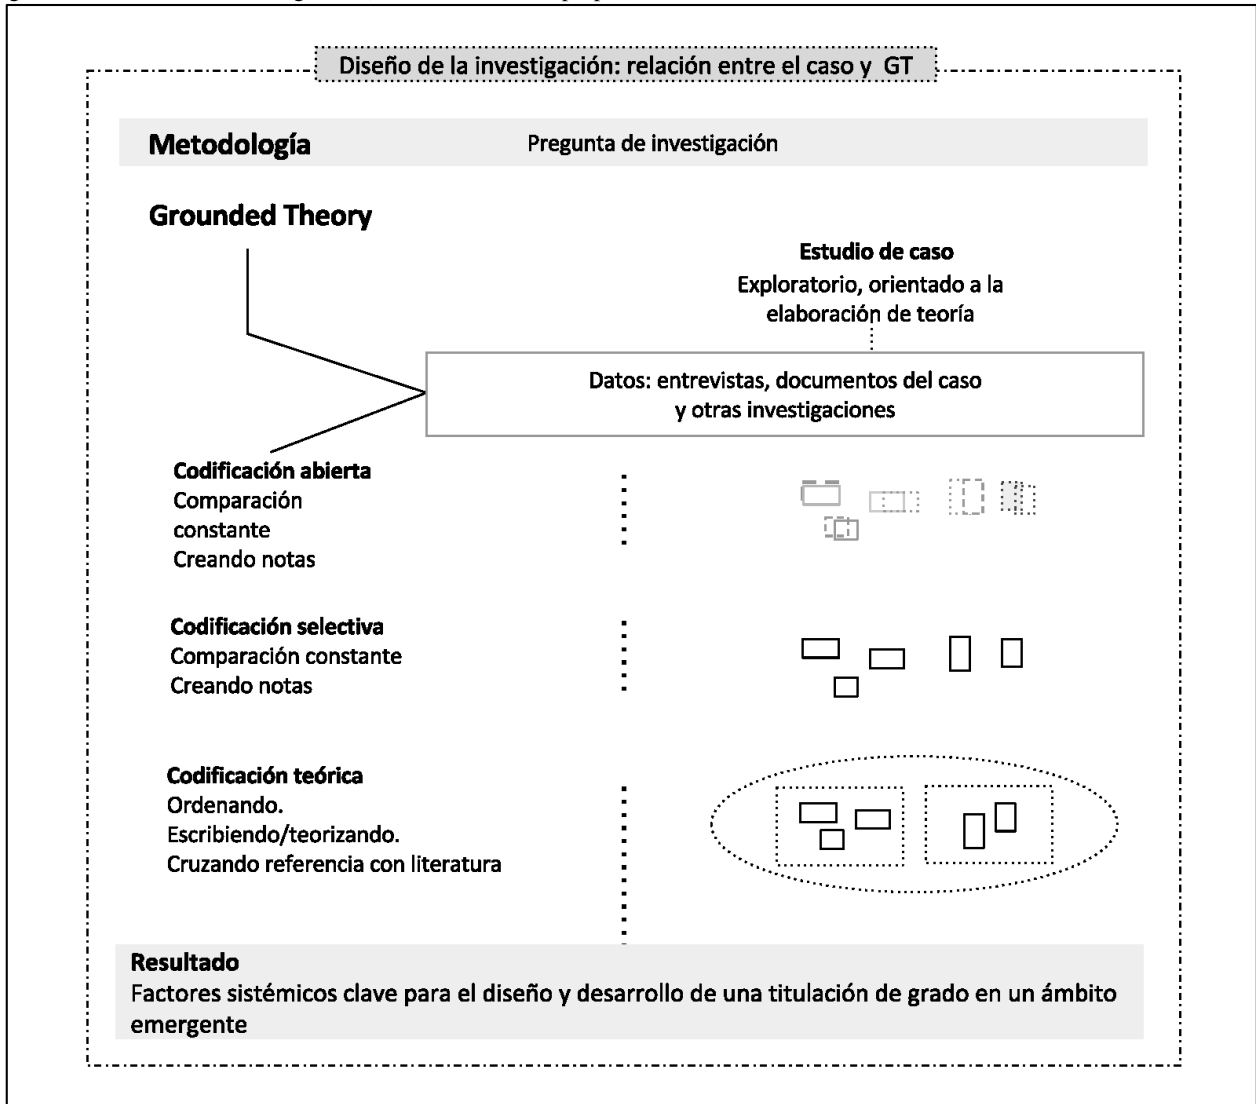 Diseño de la investigación: relación entre el caso y GT
Metodología
Pregunta de investigación
Grounded Theory
Estudio de caso
Exploratorio, orientado a la
elaboración de teoría
Datos: entrevistas, documentos del caso
y otras investigaciones
Codificación abierta
Comparación
constante
Creando notas
Codificación selectiva
Comparación constante
Creando notas
Codificación teórica
Ordenando.
Escribiendo/teorizando.
Cruzando referencia con literatura
Resultado
Factores sistémicos clave para el diseño y desarrollo de una titulación de grado en un ámbito
emergente